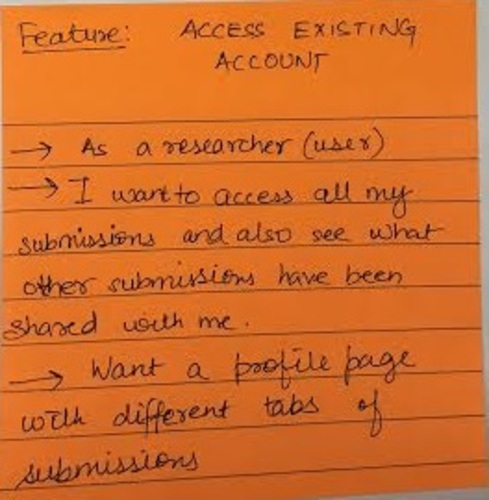 Feature: ACCESS EXISTING
ACCOUNT
→ As a researcher (user)
→ I want to access all my
submissions and also see what
other submissions have been
shared with me.
→ Want a profile page
with different tabs of
submissions